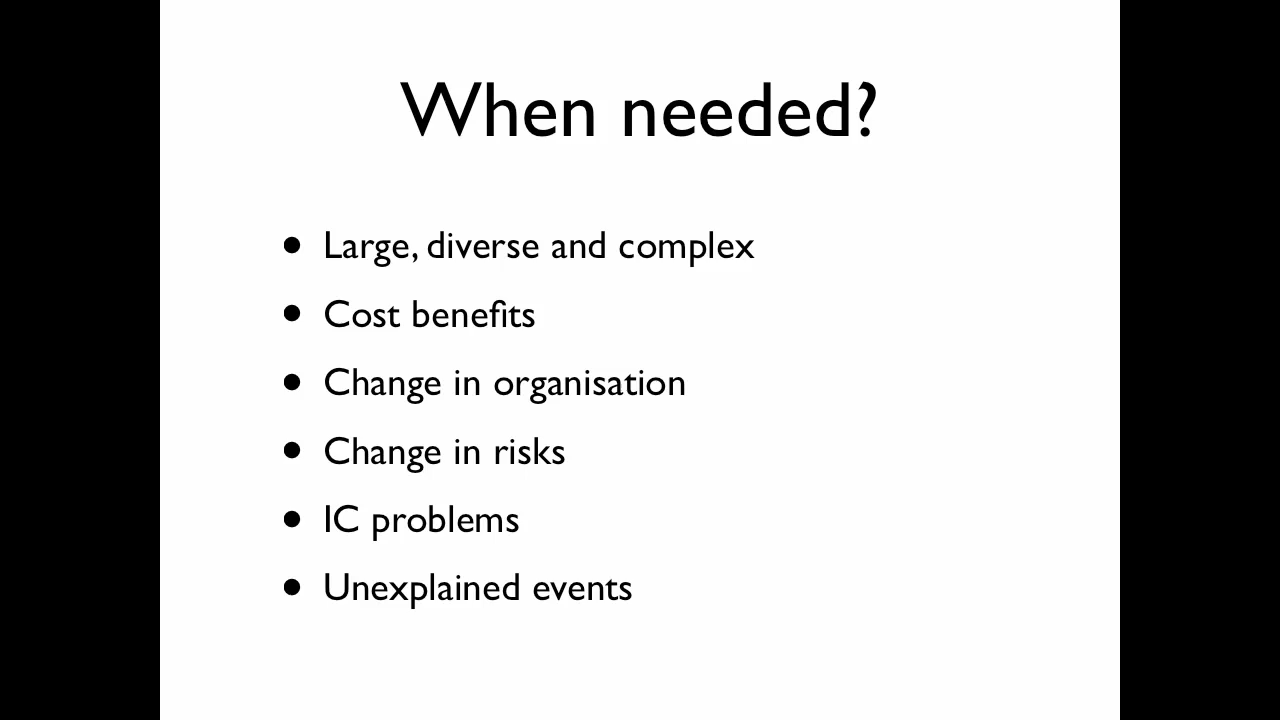 When needed?
• Large, diverse and complex
• Cost benefits
• Change in organisation
• Change in risks
• IC problems
• Unexplained events